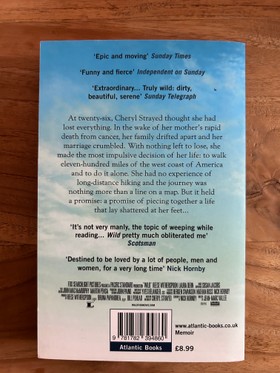 ‘Epic and moving’ Sunday Times
‘Funny and fierce’ Independent on Sunday
‘Extraordinary... Truly wild: dirty,
beautiful, serene’ Sunday Telegraph
At twenty-six, Cheryl Strayed thought she had
lost everything. In the wake of her mother's rapid
death from cancer, her family drifted apart and her
marriage crumbled. With nothing left to lose, she
made the most impulsive decision of her life: to walk
eleven-hundred miles of the west coast of America
and to do it alone. She had no experience of
long-distance hiking and the journey was
nothing more than a line on a map. But it held
a promise – a promise of piecing together a life
that lay shattered at her feet...
‘It's not very manly, the topic of weeping while
reading... Wild pretty much obliterated me’
Scotsman
‘Destined to be loved by a lot of people, men and
women, for a very long time’ Nick Hornby
9 781782 394860
Atlantic Books
www.atlantic-books.co.uk
Memoir
£8.99